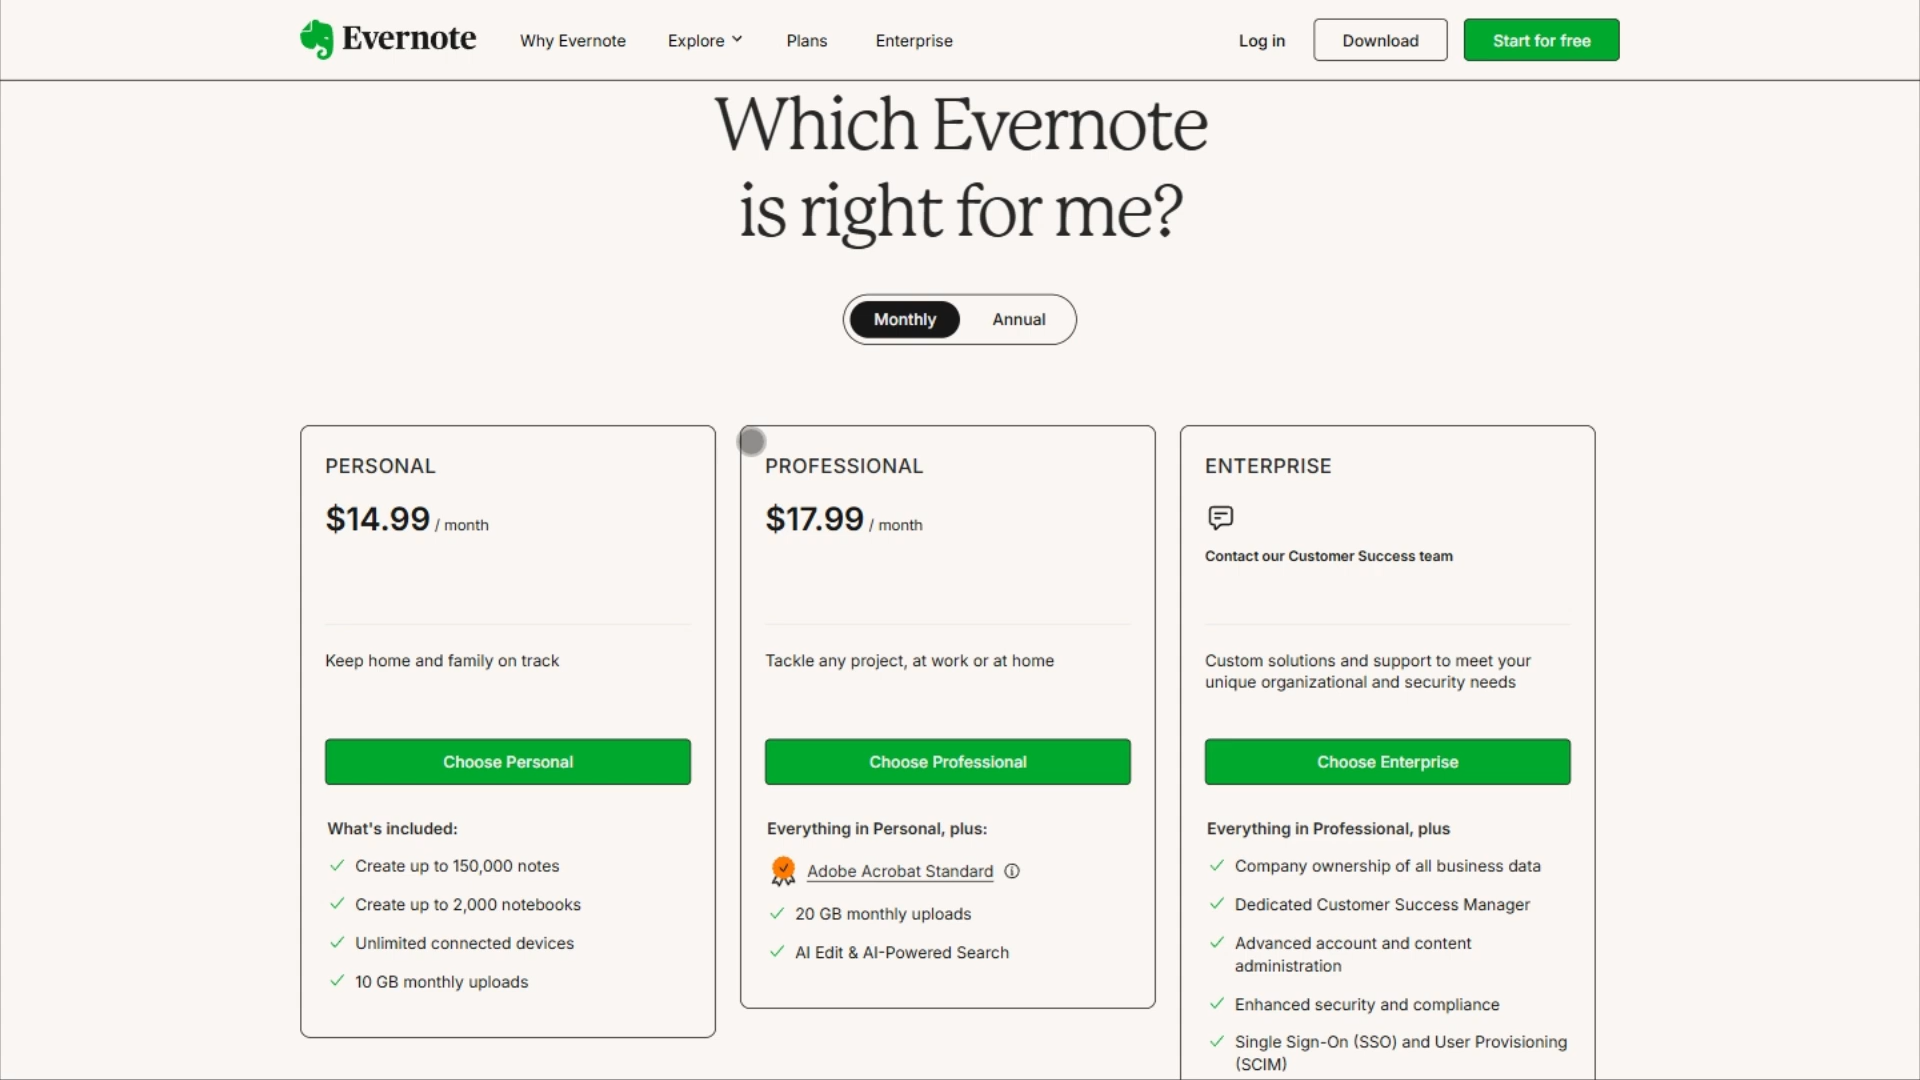 Evernote
Why Evernote
Explore
Plans
Enterprise
Log in
Download
Start for free
Which Evernote
is right for me?
Monthly
Annual
PERSONAL
$14.99 / month
Keep home and family on track
Choose Personal
What's included:
Create up to 150,000 notes
Create up to 2,000 notebooks
Unlimited connected devices
10 GB monthly uploads
PROFESSIONAL
$17.99 / month
Tackle any project, at work or at home
Choose Professional
Everything in Personal, plus:
Adobe Acrobat Standard
20 GB monthly uploads
AI Edit & AI-Powered Search
ENTERPRISE
Contact our Customer Success team
Custom solutions and support to meet your
unique organizational and security needs
Choose Enterprise
Everything in Professional, plus
Company ownership of all business data
Dedicated Customer Success Manager
Advanced account and content
administration
Enhanced security and compliance
Single Sign-On (SSO) and User Provisioning
(SCIM)